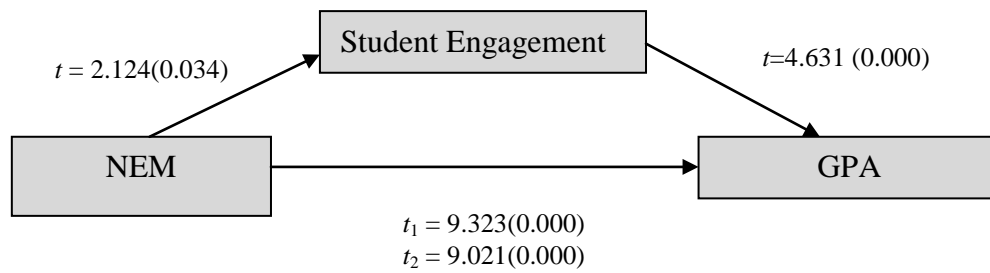 Student Engagement
t = 2.124(0.034)
t=4.631 (0.000)
NEM
GPA
t₁ = 9.323(0.000)
t₂ = 9.021(0.000)